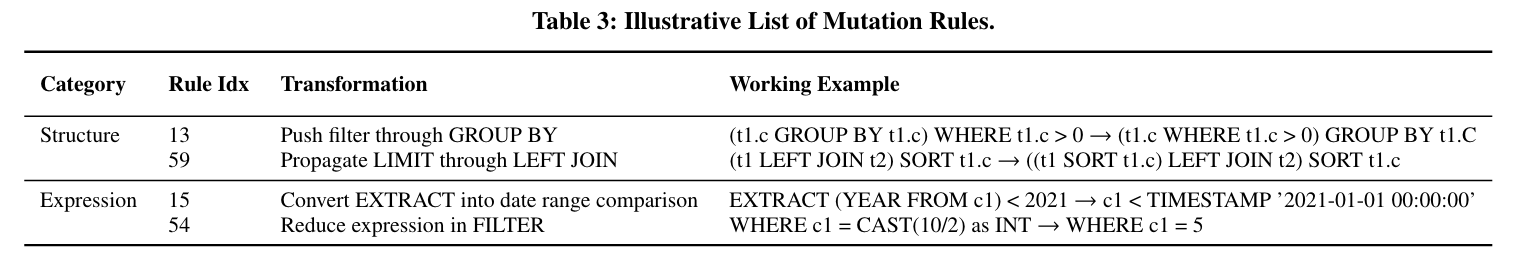 Table 3: Illustrative List of Mutation Rules.
Category Rule Idx Transformation Working Example
Structure 13 Push filter through GROUP BY (t1.c GROUP BY t1.c) WHERE t1.c > 0 → (t1.c WHERE t1.c > 0) GROUP BY t1.C
59 Propagate LIMIT through LEFT JOIN (t1 LEFT JOIN t2) SORT t1.c → ((t1 SORT t1.c) LEFT JOIN t2) SORT t1.c
Expression 15 Convert EXTRACT into date range comparison EXTRACT (YEAR FROM c1) < 2021 → c1 < TIMESTAMP ’2021-01-01 00:00:00’
54 Reduce expression in FILTER WHERE c1 = CAST(10/2) as INT → WHERE c1 = 5